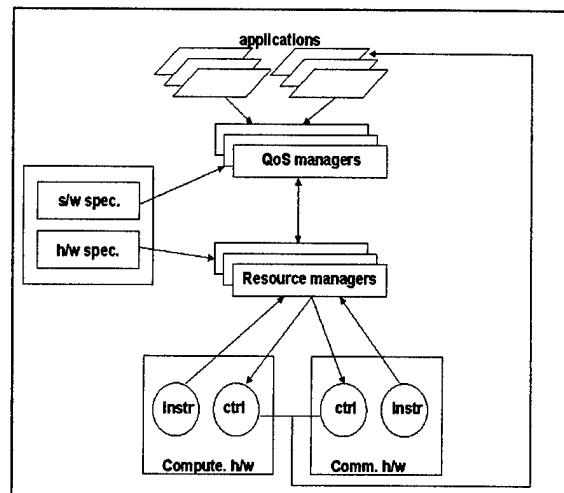 applications
QoS managers
s/w spec.
h/w spec.
Resource managers
instr
ctrl
ctrl
instr
Compute. h/w
Comm. h/w